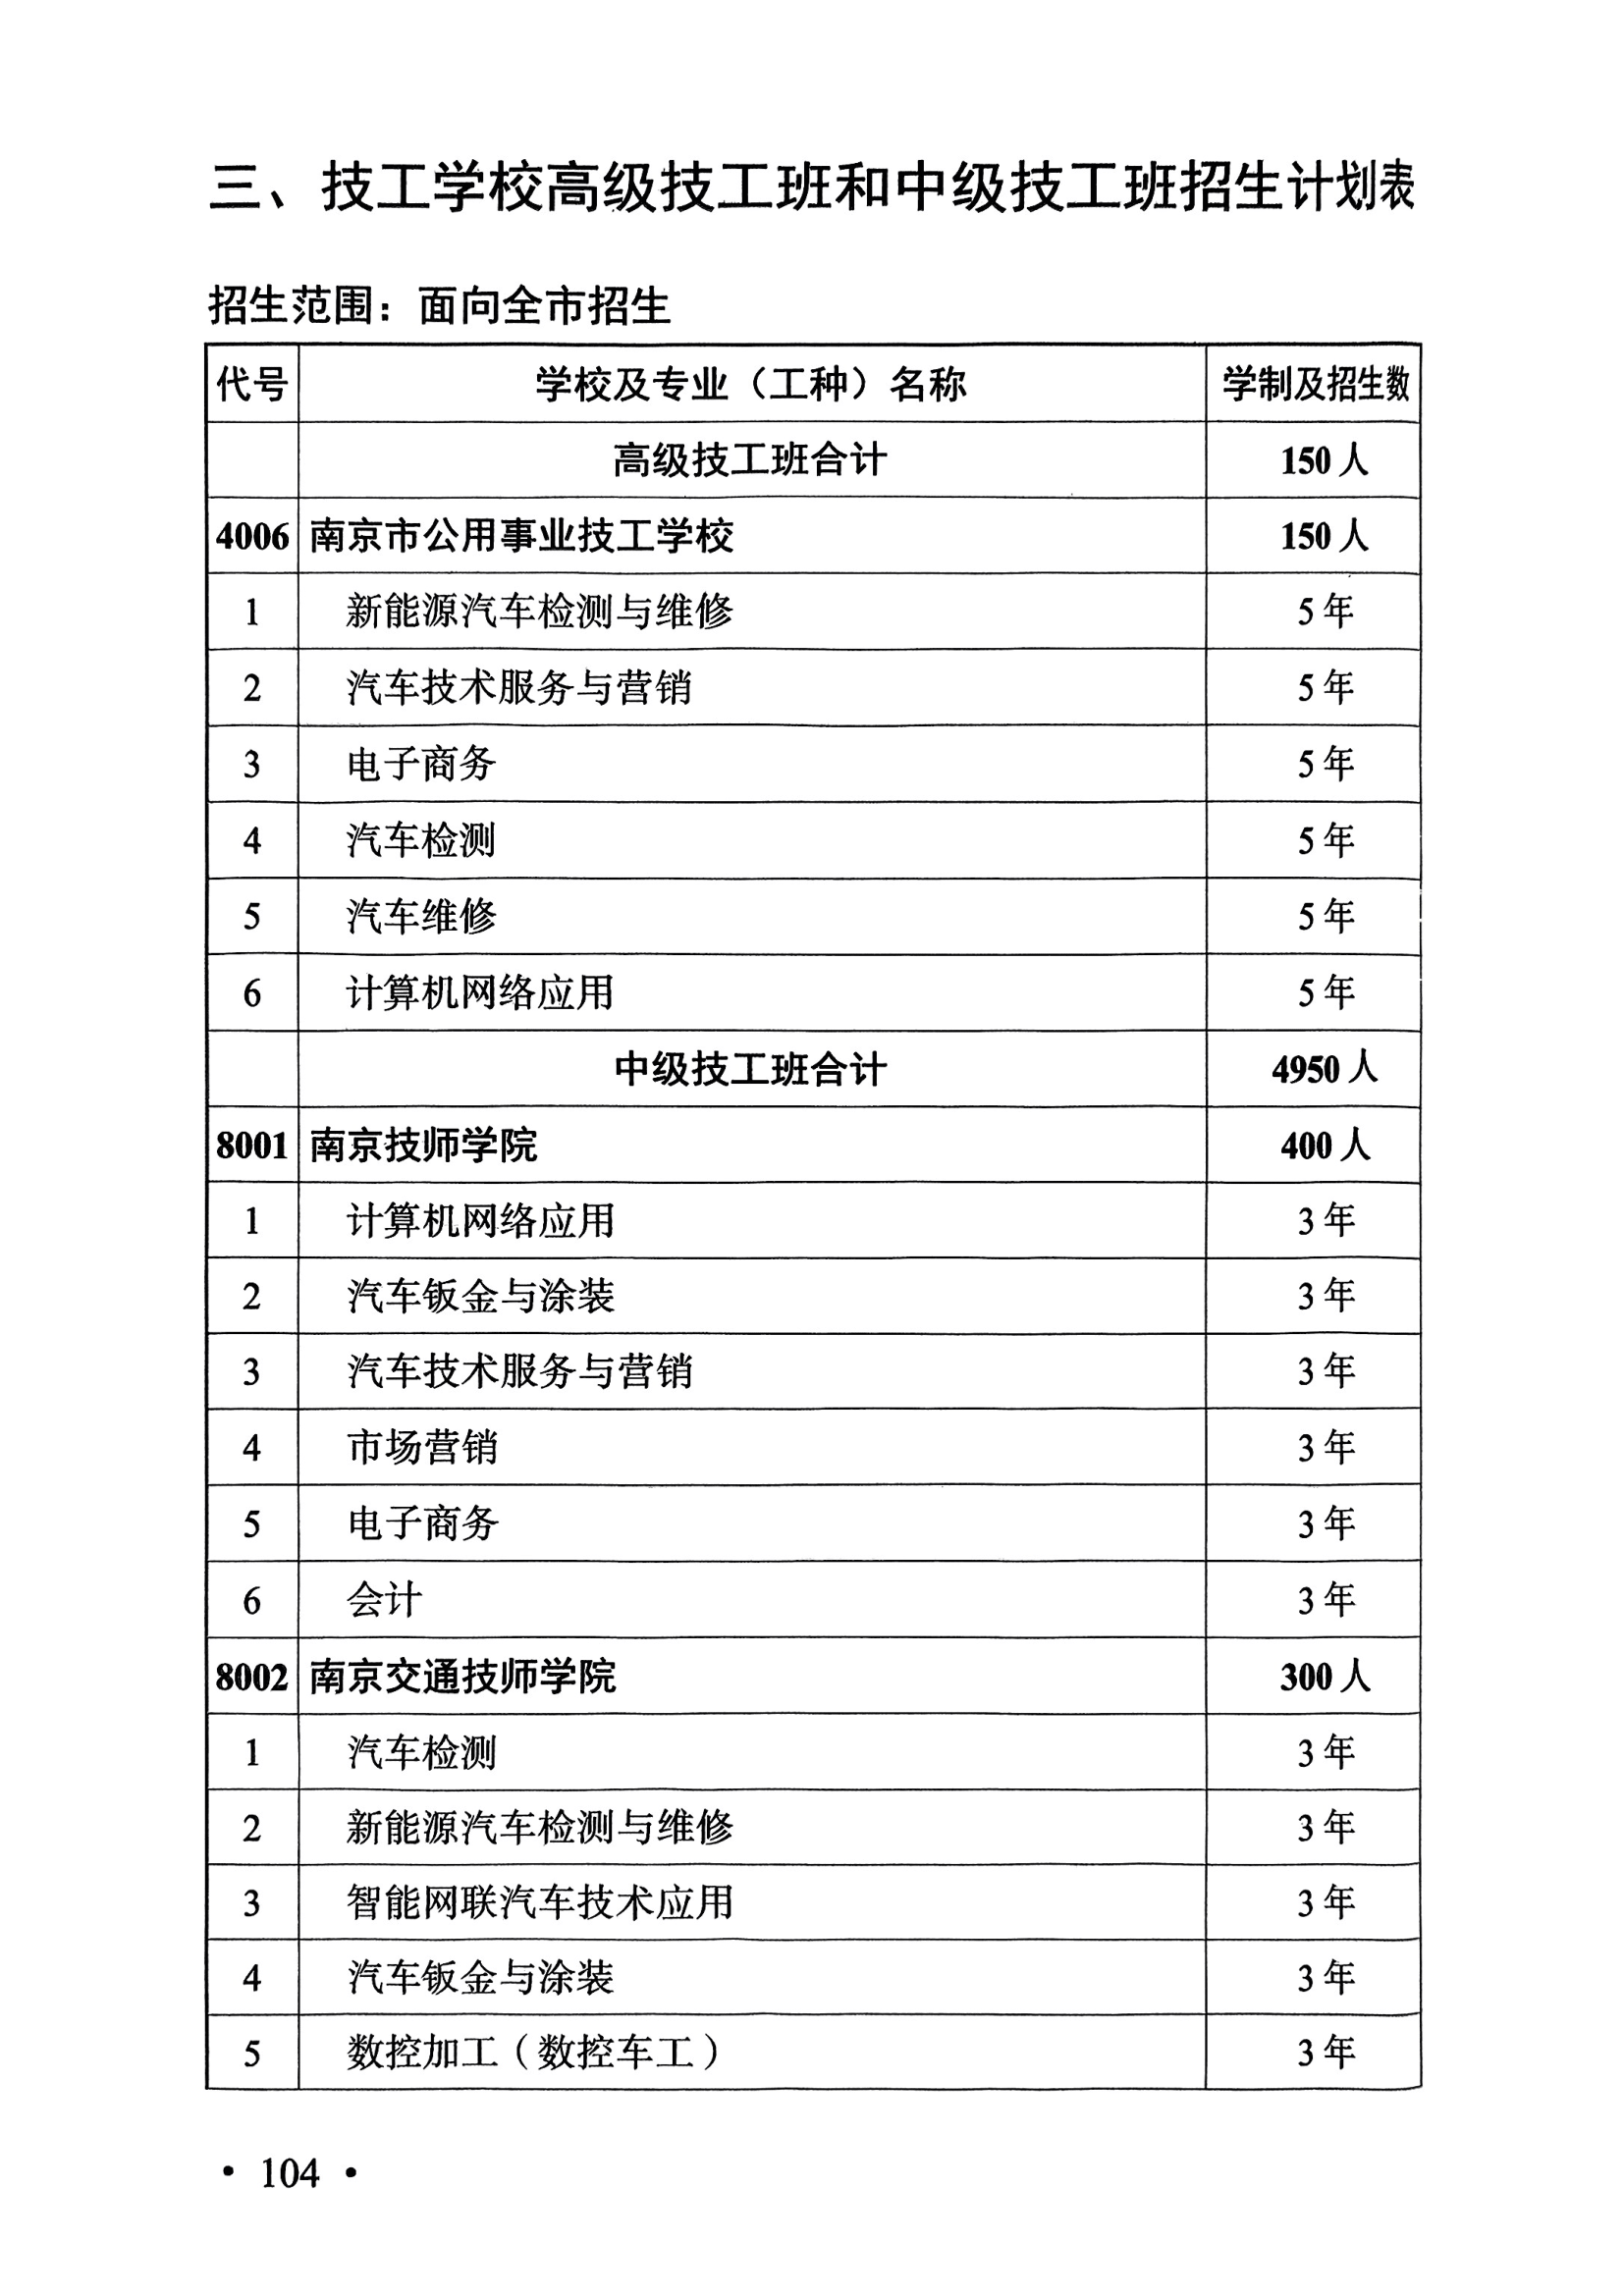 三、技工学校高级技工班和中级技工班招生计划表
招生范围：面向全市招生
代号 学校及专业（工种）名称 学制及招生数
高级技工班合计 150 人
4006 南京市公用事业技工学校 150 人
1 新能源汽车检测与维修 5 年
2 汽车技术服务与营销 5 年
3 电子商务 5 年
4 汽车检测 5 年
5 汽车维修 5 年
6 计算机网络应用 5 年
中级技工班合计 4950 人
8001 南京技师学院 400 人
1 计算机网络应用 3 年
2 汽车钣金与涂装 3 年
3 汽车技术服务与营销 3 年
4 市场营销 3 年
5 电子商务 3 年
6 会计 3 年
8002 南京交通技师学院 300 人
1 汽车检测 3 年
2 新能源汽车检测与维修 3 年
3 智能网联汽车技术应用 3 年
4 汽车钣金与涂装 3 年
5 数控加工（数控车工） 3 年
· 104 ·